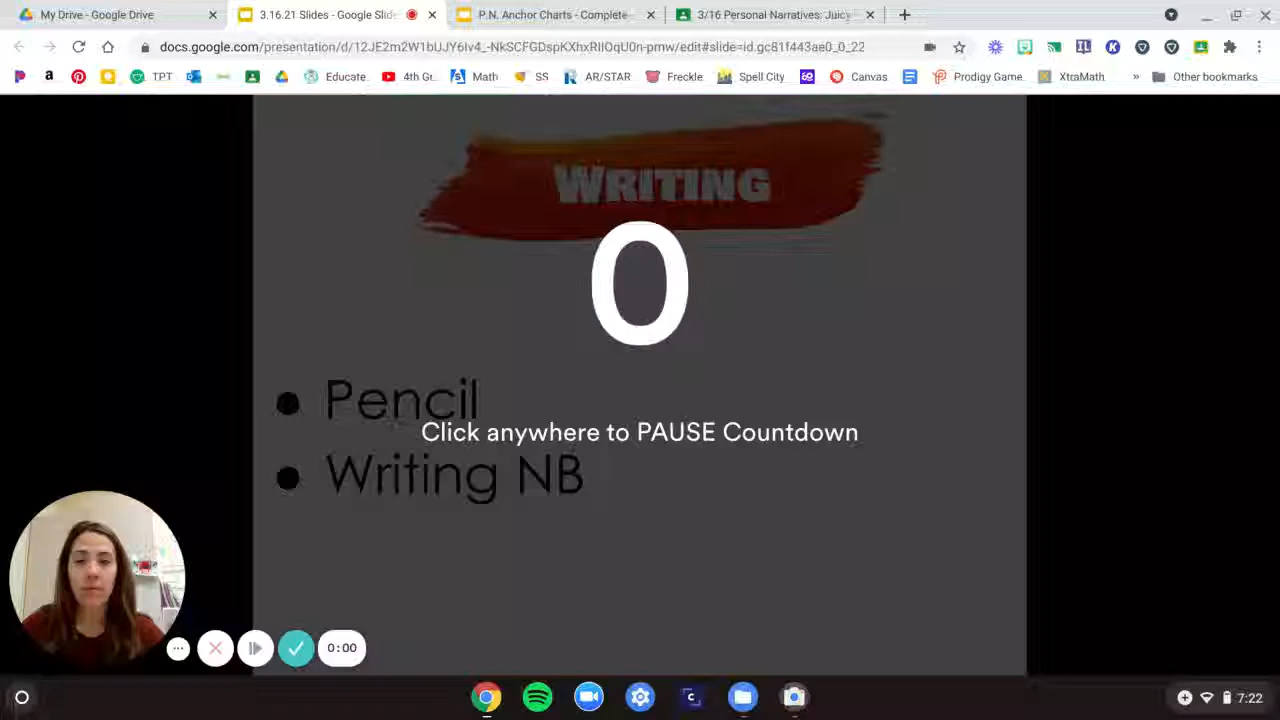 My Drive - Google Drive
3.16.21 Slides - Google Slide
P.N. Anchor Charts - Complete
3/16 Personal Narratives: Juicy
docs.google.com/presentation/d/12JE2m2W1bUJY6Iv4_-NkSCFGDspKXhxRIIOqU0n-pmw/edit#slide=id.gc81f443ae0_0_22
TPT
Educate
4th Gr.
Math
SS
AR/STAR
Freckle
Spell City
Canvas
Prodigy Game
XtraMath
»
Other bookmarks
WRITING
0
• Pencil
Click anywhere to PAUSE Countdown
• Writing NB
0:00
7:22